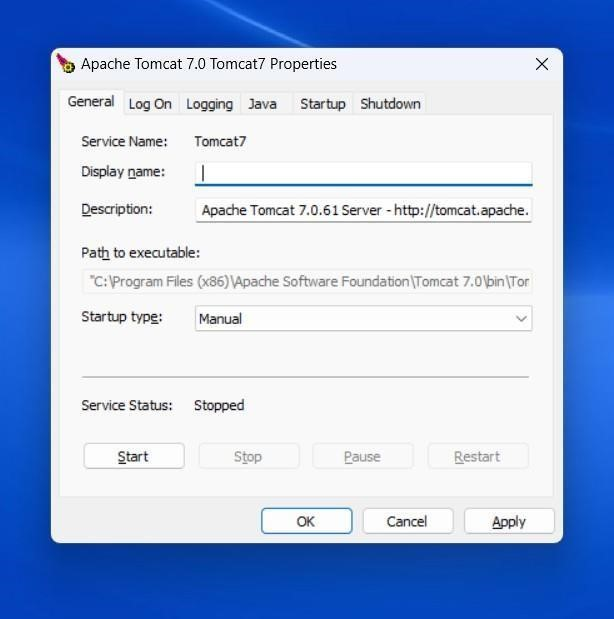 Apache Tomcat 7.0 Tomcat7 Properties
General Log On Logging Java Startup Shutdown
Service Name: Tomcat7
Display name:
Description: Apache Tomcat 7.0.61 Server - http://tomcat.apache.
Path to executable:
"C:\Program Files (x86)\Apache Software Foundation\Tomcat 7.0\bin\Tor
Startup type: Manual
Service Status: Stopped
Start Stop Pause Restart
OK Cancel Apply